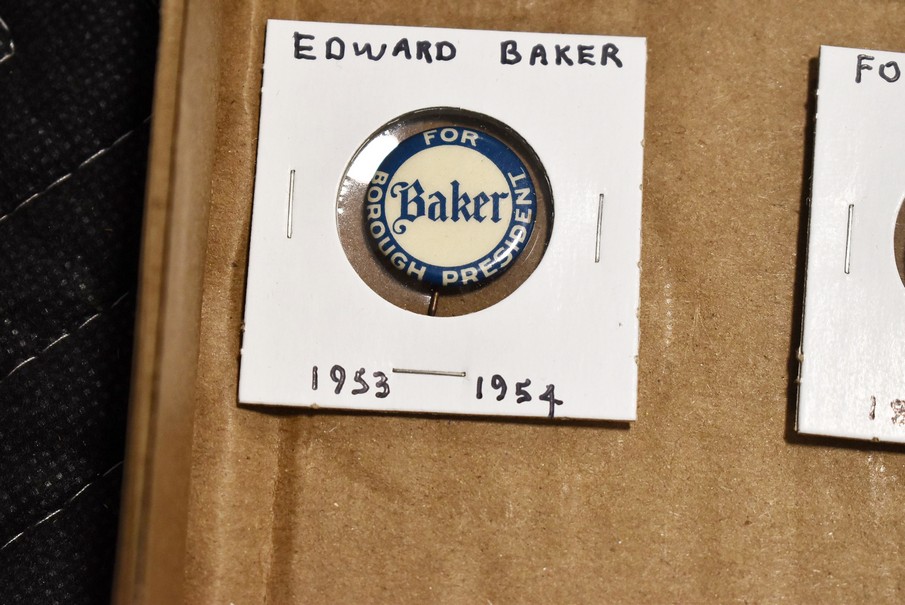 EDWARD BAKER
FOR
Baker
BOROUGH PRESIDENT
1953 — 1954
FO